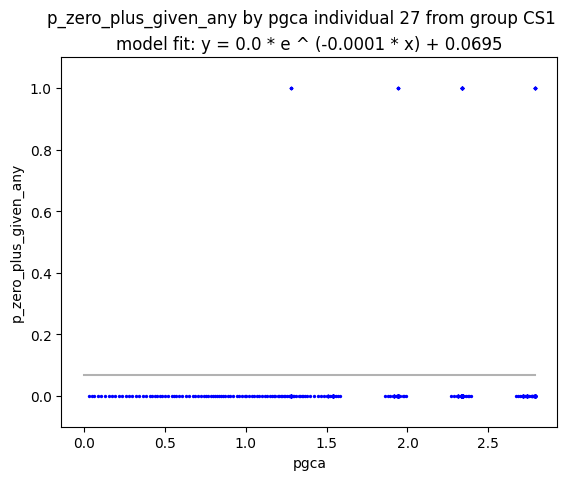 p_zero_plus_given_any by pgca individual 27 from group CS1
model fit: y = 0.0 * e ^ (-0.0001 * x) + 0.0695
1.0
0.8
0.6
0.4
0.2
0.0
p_zero_plus_given_any
0.0 0.5 1.0 1.5 2.0 2.5
pgca